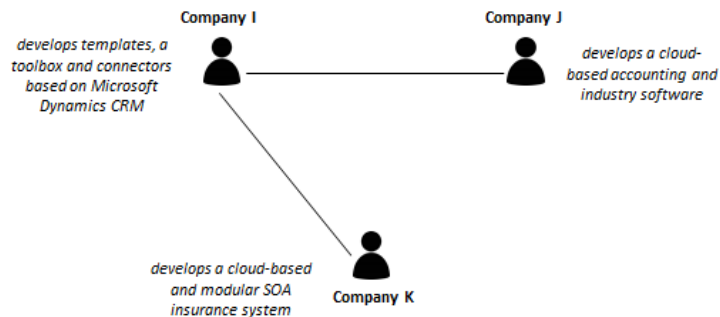 Company I
develops templates, a
toolbox and connectors
based on Microsoft
Dynamics CRM
Company J
develops a cloud-
based accounting and
industry software
develops a cloud-based
and modular SOA
insurance system
Company K